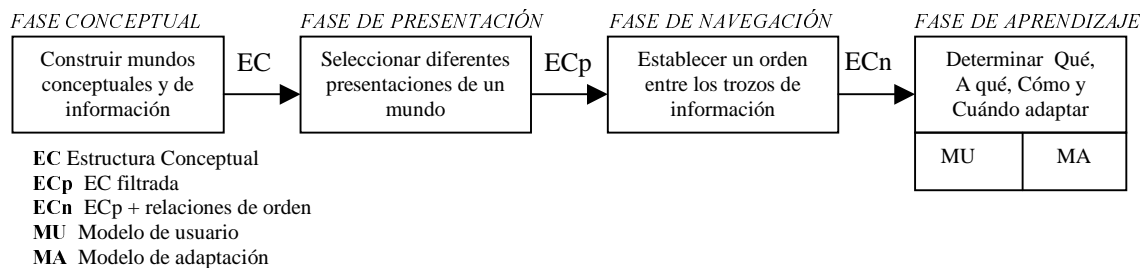 FASE CONCEPTUAL
FASE DE PRESENTACIÓN
FASE DE NAVEGACIÓN
FASE DE APRENDIZAJE
Construir mundos
conceptuales y de
información
EC
Seleccionar diferentes
presentaciones de un
mundo
ECp
Establecer un orden
entre los trozos de
información
ECn
Determinar Qué,
A qué, Cómo y
Cuándo adaptar
MU
MA
EC Estructura Conceptual
ECp EC filtrada
ECn ECp + relaciones de orden
MU Modelo de usuario
MA Modelo de adaptación